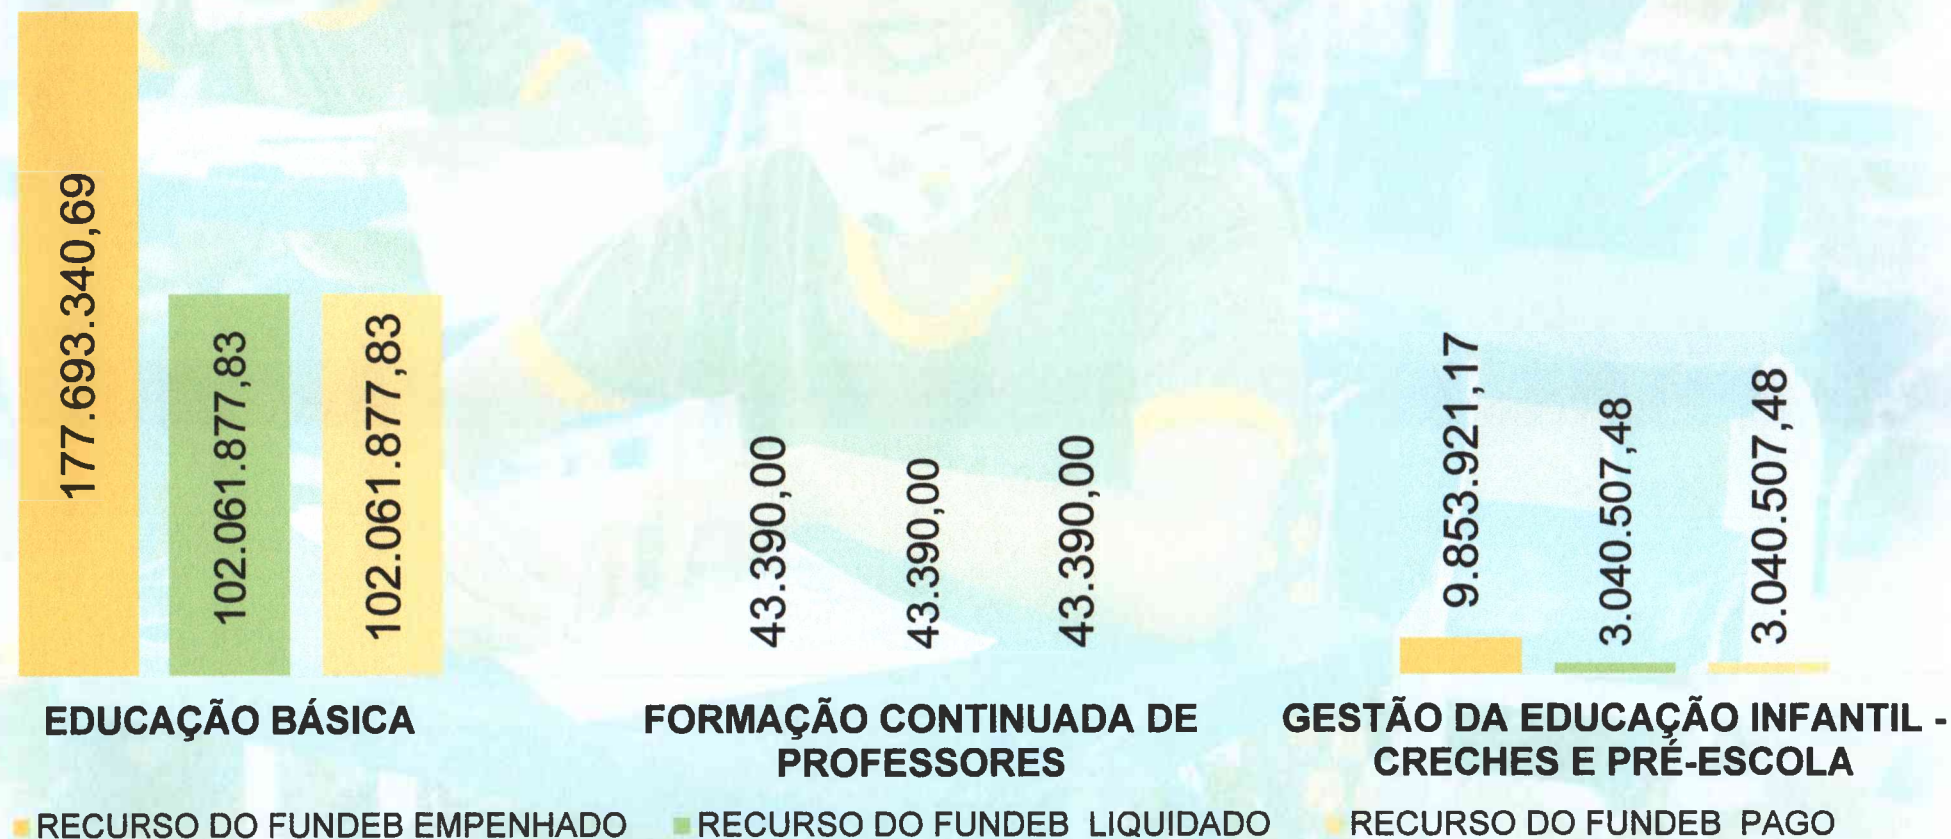 177.693.340,69
102.061.877,83
102.061.877,83
43.390,00
43.390,00
43.390,00
9.853.921,17
3.040.507,48
3.040.507,48
EDUCAÇÃO BÁSICA
FORMAÇÃO CONTINUADA DE
PROFESSORES
GESTÃO DA EDUCAÇÃO INFANTIL -
CRECHES E PRÉ-ESCOLA
RECURSO DO FUNDEB EMPENHADO
RECURSO DO FUNDEB LIQUIDADO
RECURSO DO FUNDEB PAGO